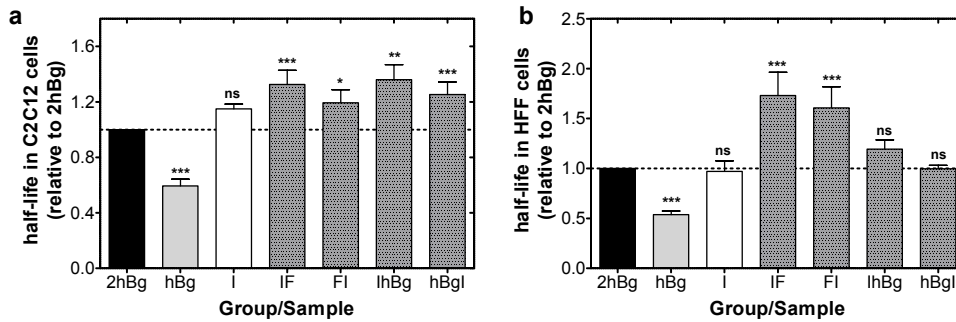 a
half-life in C2C12 cells
(relative to 2hBg)
1.6
1.2
0.8
0.4
0.0
***
ns
***
*
**
***
2hBg hBg I IF FI IhBg hBgI
Group/Sample
b
half-life in HFF cells
(relative to 2hBg)
2.5
2.0
1.5
1.0
0.5
0.0
***
ns
***
***
ns
ns
2hBg hBg I IF FI IhBg hBgI
Group/Sample